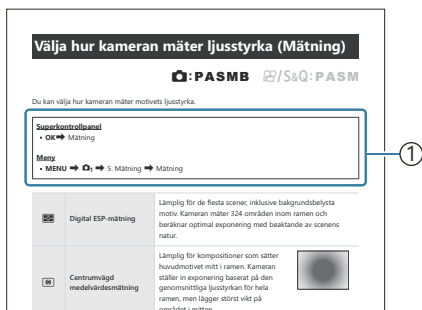 Välja hur kameran mäter ljusstyrka (Mätning)
:PASMB /S&Q:PASM
Du kan välja hur kameran mäter motivets ljusstyrka.
Superkontrollpanel
• OK➡ Mätning
1
Meny
• MENU ➡ 1 ➡ 5. Mätning ➡ Mätning
Digital ESP-mätning
Lämplig för de flesta scener, inklusive bakgrundsbelysta
motiv. Kameran mäter 324 områden inom ramen och
beräknar optimal exponering med beaktande av scenens
natur.
Centrumvägd
medelvärdesmätning
Lämplig för kompositioner som sätter
huvudmotivet mitt i ramen. Kameran
ställer in exponering baserat på den
genomsnittliga ljusstyrkan för hela
ramen, men lägger störst vikt på
området i mitten.